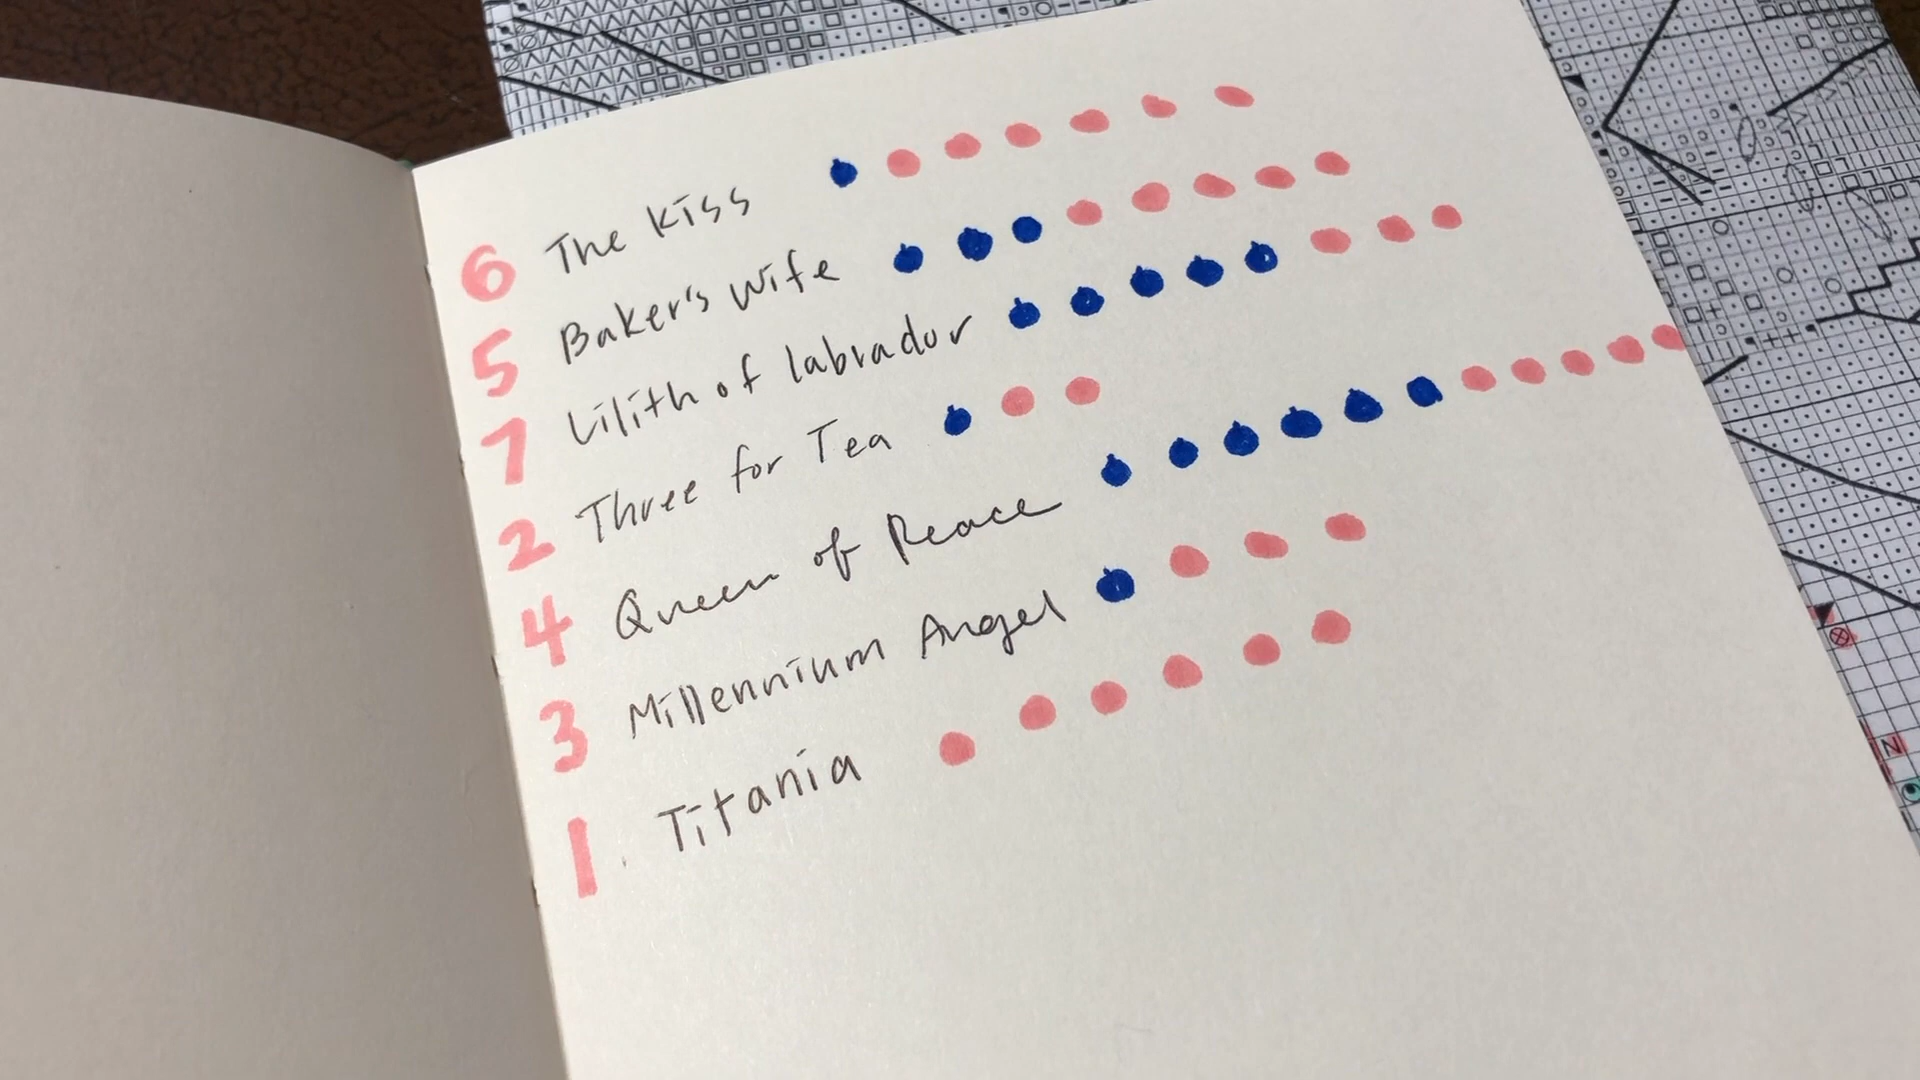 6 The Kiss
5 Baker's Wife
7 Lilith of labrador
2 Three for Tea
4 Queen of Peace
3 Millennium Angel
1. Titania